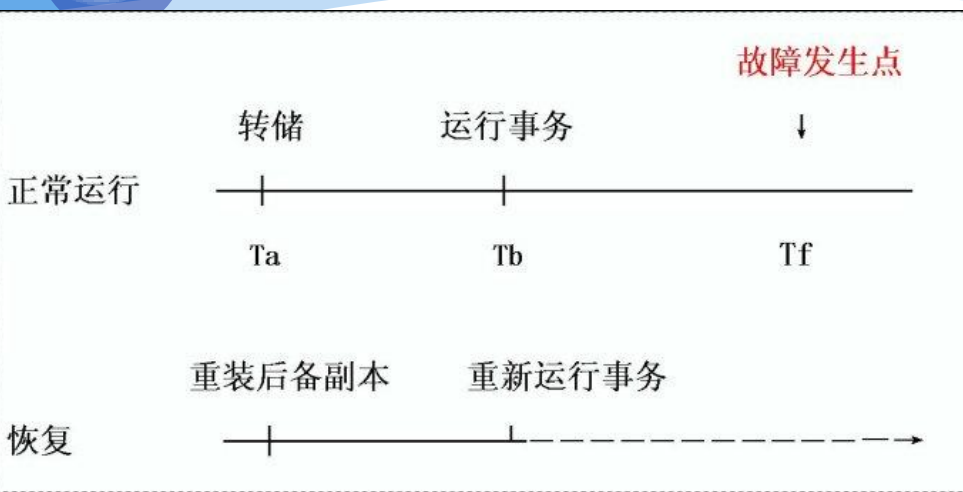 故障发生点
转储 运行事务 ↓
正常运行
Ta Tb Tf
重装后备副本 重新运行事务
恢复